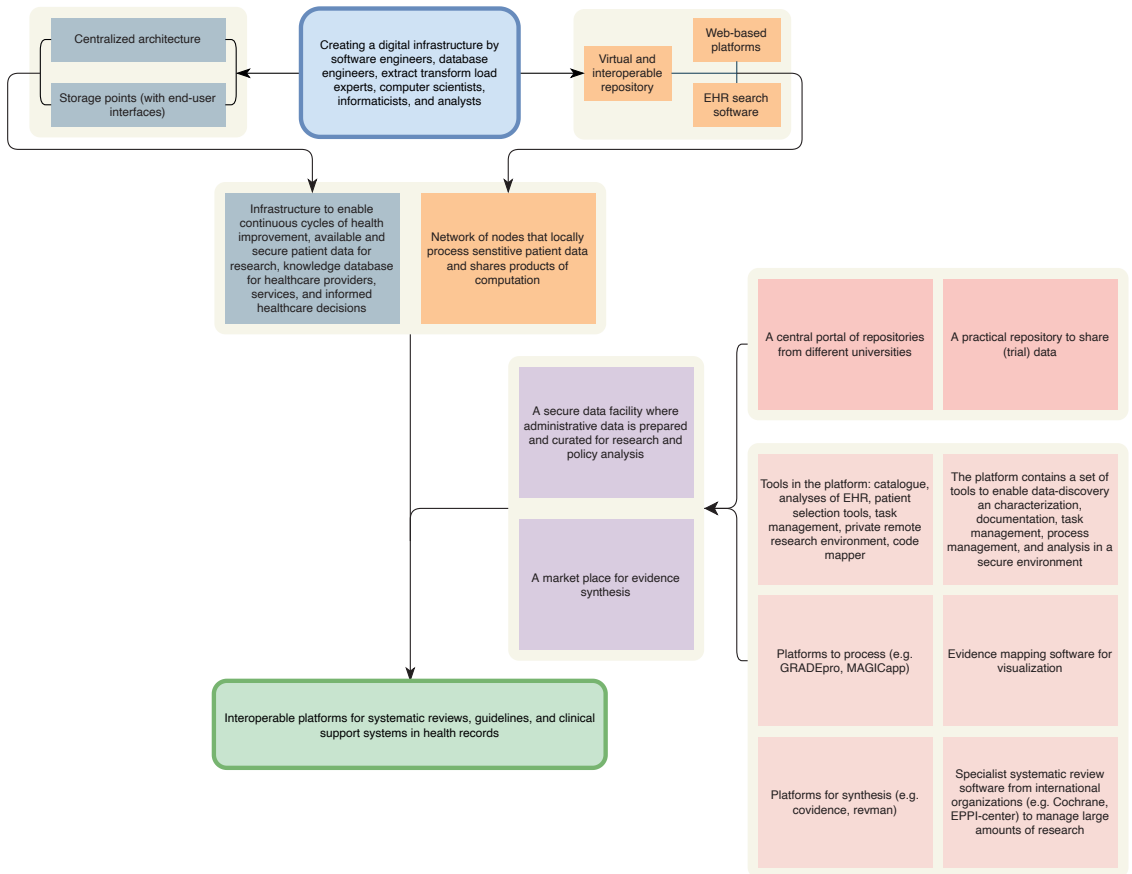 Centralized architecture
Storage points (with end-user
interfaces)
Creating a digital infrastructure by
software engineers, database
engineers, extract transform load
experts, computer scientists,
informaticists, and analysts
Virtual and
interoperable
repository
Web-based
platforms
EHR search
software
Infrastructure to enable
continuous cycles of health
improvement, available and
secure patient data for
research, knowledge database
for healthcare providers,
services, and informed
healthcare decisions
Network of nodes that locally
process senstitive patient data
and shares products of
computation
A central portal of repositories
from different universities
A practical repository to share
(trial) data
A secure data facility where
administrative data is prepared
and curated for research and
policy analysis
A market place for evidence
synthesis
Tools in the platform: catalogue,
analyses of EHR, patient
selection tools, task
management, private remote
research environment, code
mapper
The platform contains a set of
tools to enable data-discovery
an characterization,
documentation, task
management, process
management, and analysis in a
secure environment
Platforms to process (e.g.
GRADEpro, MAGICapp)
Evidence mapping software for
visualization
Platforms for synthesis (e.g.
covidence, revman)
Specialist systematic review
software from international
organizations (e.g. Cochrane,
EPPI-center) to manage large
amounts of research
Interoperable platforms for systematic reviews, guidelines, and clinical
support systems in health records